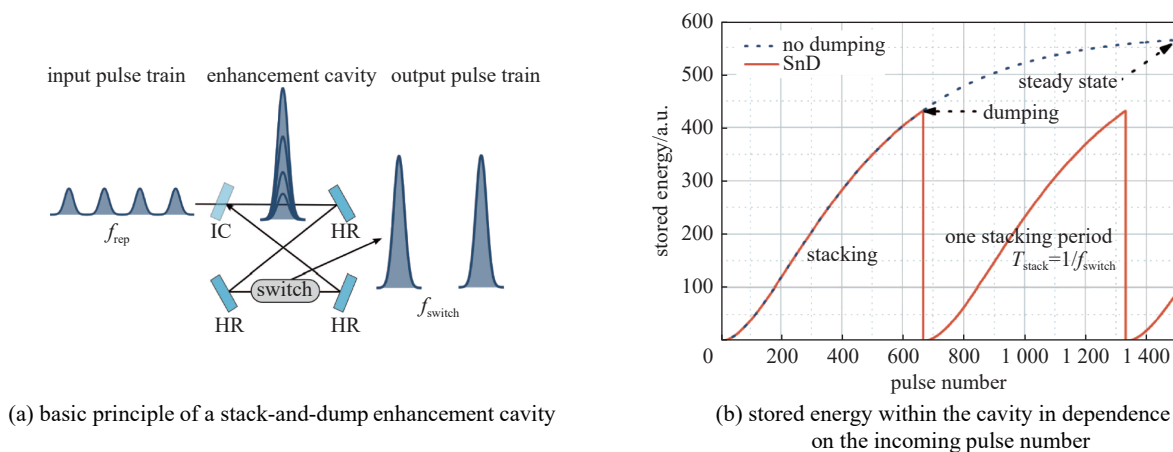 input pulse train
enhancement cavity
output pulse train
f_rep
IC
HR
HR
switch
HR
f_switch
(a) basic principle of a stack-and-dump enhancement cavity
600
500
400
300
200
100
0
stored energy/a.u.
no dumping
SnD
steady state
dumping
stacking
one stacking period
T_stack=1/f_switch
200
400
600
800
1 000
1 200
1 400
pulse number
(b) stored energy within the cavity in dependence
on the incoming pulse number